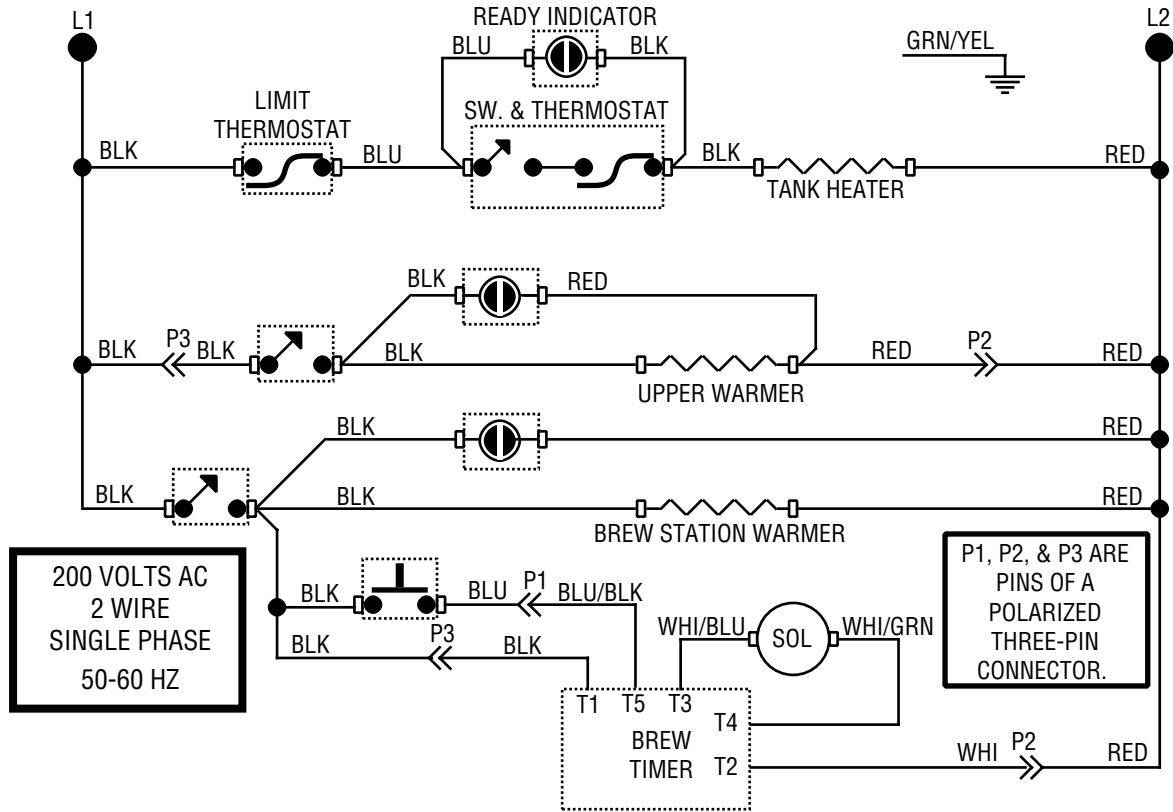 L1
READY INDICATOR
L2
BLU
BLK
GRN/YEL
LIMIT
THERMOSTAT
SW. & THERMOSTAT
BLK
BLU
BLK
RED
TANK HEATER
BLK
RED
P3
BLK
BLK
BLK
RED
P2
RED
UPPER WARMER
BLK
RED
BLK
BLK
RED
BREW STATION WARMER
200 VOLTS AC
2 WIRE
SINGLE PHASE
50-60 HZ
BLK
BLU
P1
BLU/BLK
P1, P2, & P3 ARE
PINS OF A
POLARIZED
THREE-PIN
CONNECTOR.
BLK
P3
BLK
WHI/BLU
SOL
WHI/GRN
T1
T5
T3
T4
BREW
TIMER
T2
WHI
P2
RED